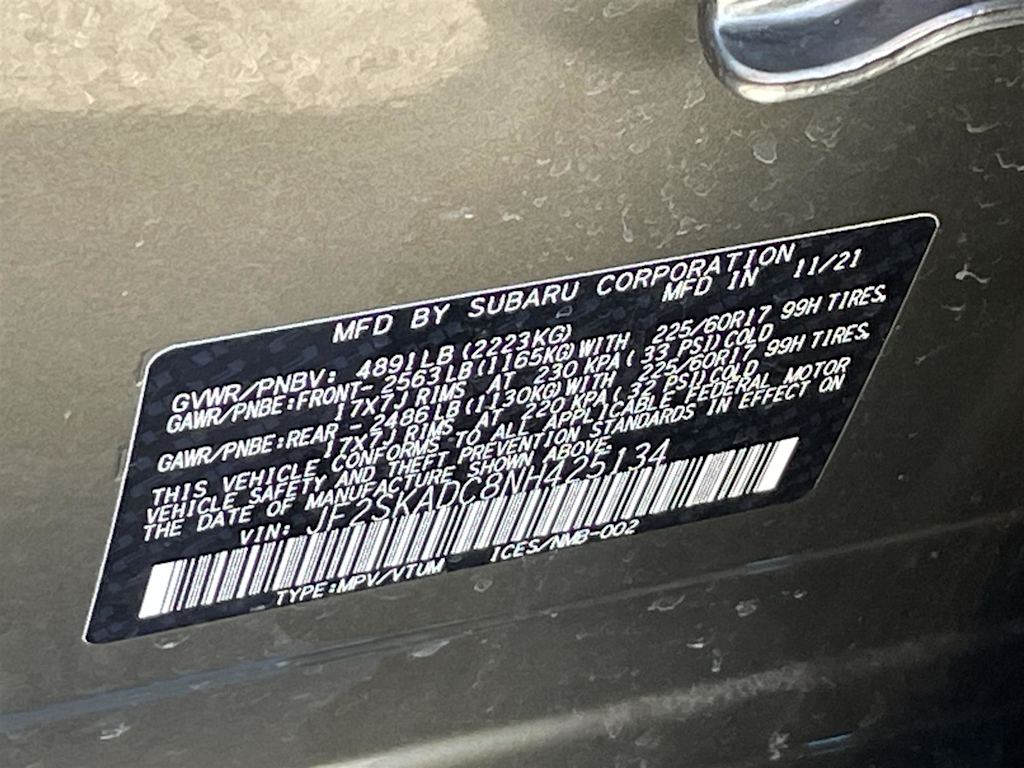 MFD BY SUBARU CORPORATION
MFD IN 11/21
GVWR/PNBV: 4891LB(2223KG)
GAWR/PNBE:FRONT- 2563LB(1165KG)WITH 225/60R17 99H TIRES,
17X7J RIMS AT 230 KPA( 33 PSI)COLD
GAWR/PNBE:REAR - 2486LB(1130KG)WITH 225/60R17 99H TIRES,
17X7J RIMS AT 220 KPA( 32 PSI)COLD
THIS VEHICLE CONFORMS TO ALL APPLICABLE FEDERAL MOTOR
VEHICLE SAFETY AND THEFT PREVENTION STANDARDS IN EFFECT ON
THE DATE OF MANUFACTURE SHOWN ABOVE
VIN: JF2SKADC8NH425134
TYPE:MPV/VTUM ICES/NMB-002